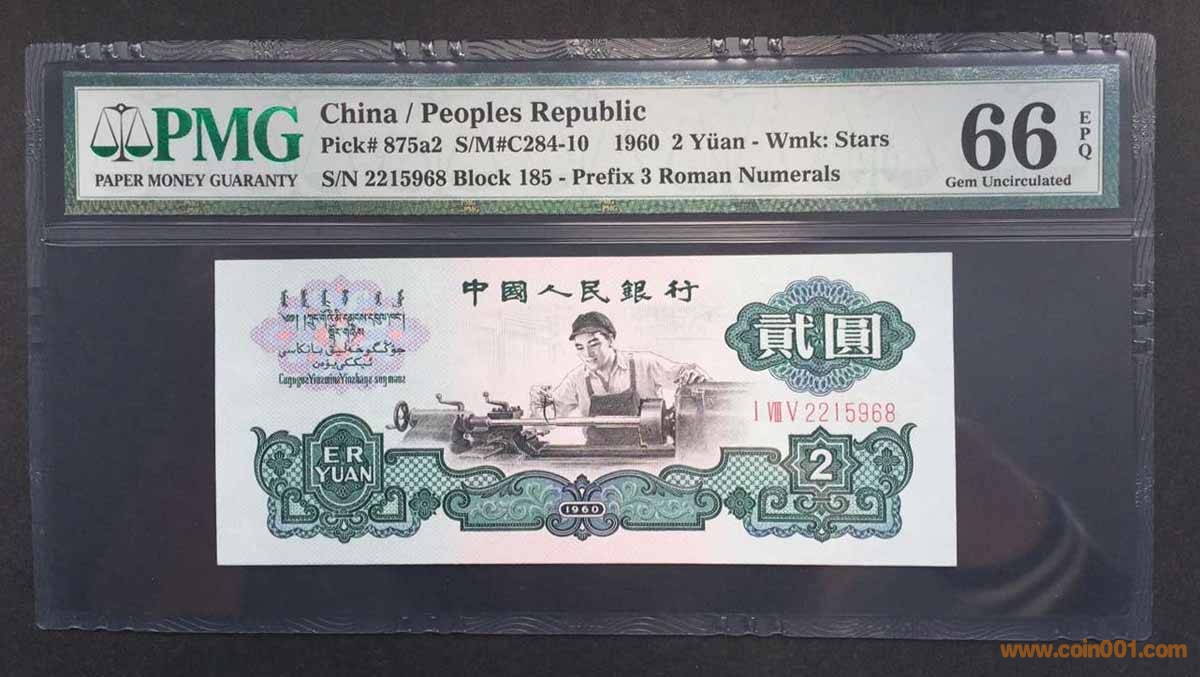 PMG
PAPER MONEY GUARANTY
China / Peoples Republic
Pick# 875a2 S/M#C284-10 1960 2 Yüan - Wmk: Stars
S/N 2215968 Block 185 - Prefix 3 Roman Numerals
66
EPQ
Gem Uncirculated
中國人民銀行
貳圓
I VIII V 2215968
ER
YUAN
2
1960
www.coin001.com